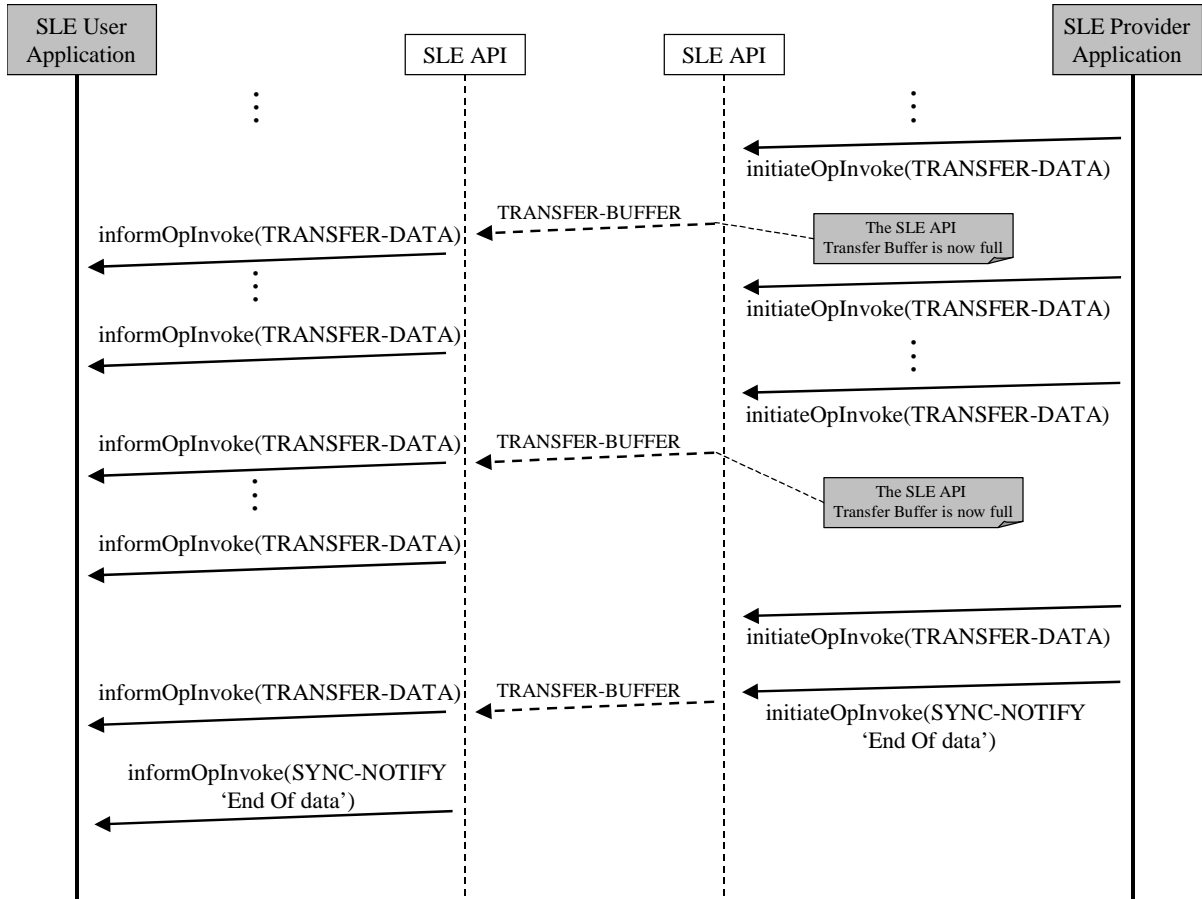 SLE User
Application
SLE API
SLE API
SLE Provider
Application
initiateOpInvoke(TRANSFER-DATA)
TRANSFER-BUFFER
The SLE API
Transfer Buffer is now full
informOpInvoke(TRANSFER-DATA)
initiateOpInvoke(TRANSFER-DATA)
informOpInvoke(TRANSFER-DATA)
initiateOpInvoke(TRANSFER-DATA)
informOpInvoke(TRANSFER-DATA)
TRANSFER-BUFFER
The SLE API
Transfer Buffer is now full
informOpInvoke(TRANSFER-DATA)
initiateOpInvoke(TRANSFER-DATA)
informOpInvoke(TRANSFER-DATA)
TRANSFER-BUFFER
initiateOpInvoke(SYNC-NOTIFY
‘End Of data’)
informOpInvoke(SYNC-NOTIFY
‘End Of data’)